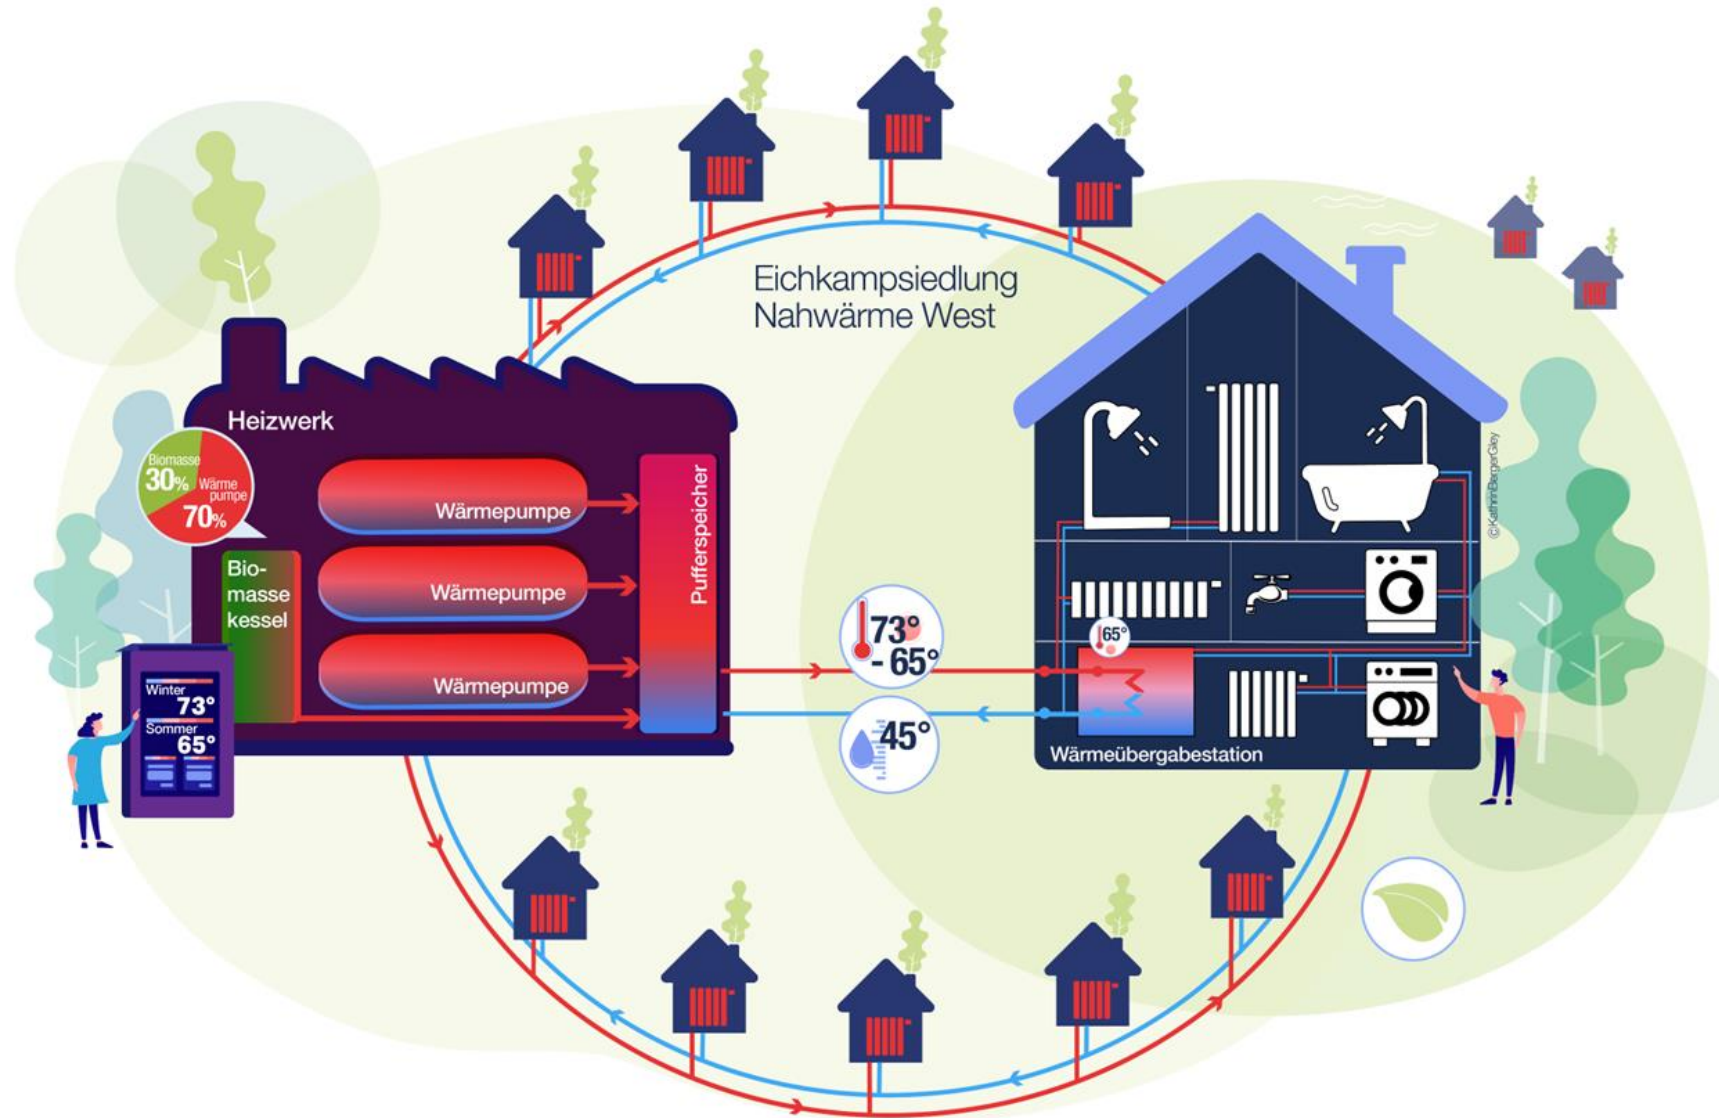 Eichkampsiedlung
Nahwärme West
Heizwerk
Biomasse
30%
Wärme
pumpe
70%
Bio-
masse
kessel
Wärmepumpe
Wärmepumpe
Wärmepumpe
Pufferspeicher
Winter
73°
Sommer
65°
73°
- 65°
45°
65°
Wärmeübergabestation
©KathrinBergerGley